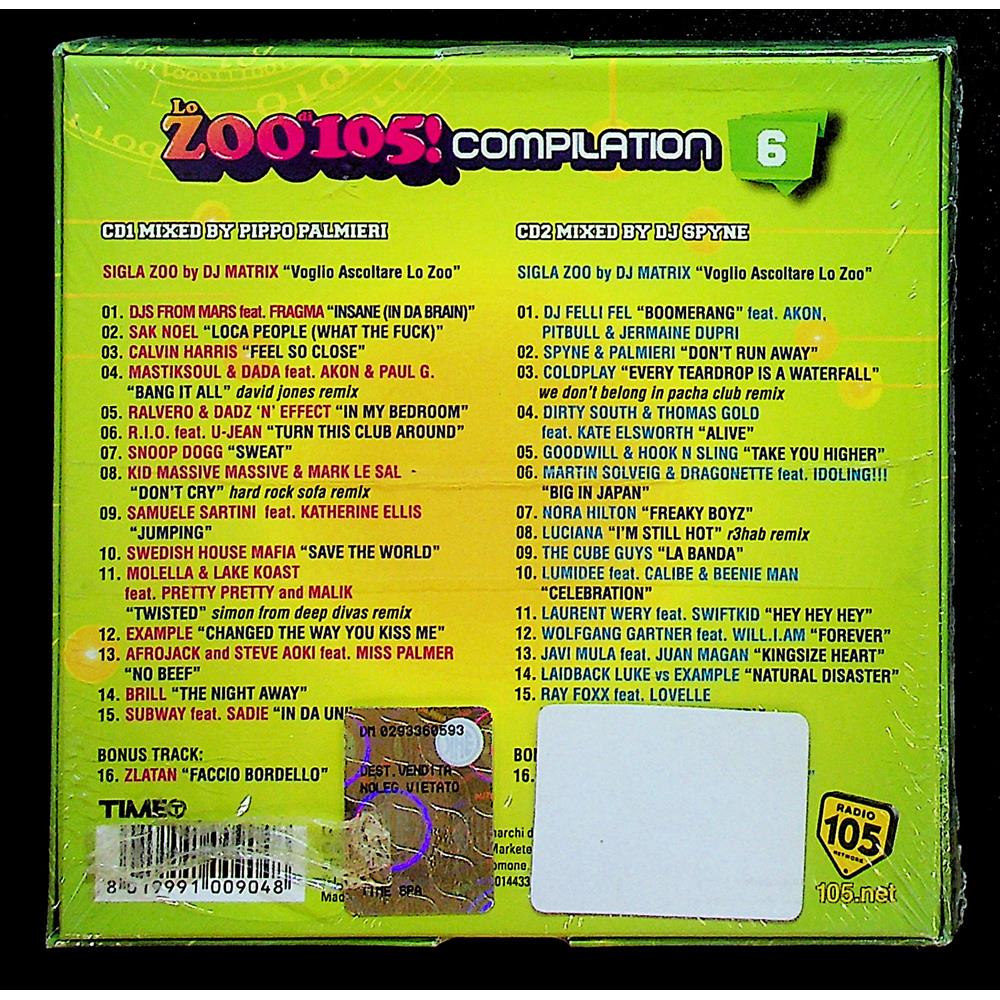 Lo ZOO di 105! COMPILATION 6
CD1 MIXED BY PIPPO PALMIERI
SIGLA ZOO by DJ MATRIX “Voglio Ascoltare Lo Zoo”
01. DJS FROM MARS feat. FRAGMA “INSANE (IN DA BRAIN)”
02. SAK NOEL “LOCA PEOPLE (WHAT THE FUCK)”
03. CALVIN HARRIS “FEEL SO CLOSE”
04. MASTIKSOUL & DADA feat. AKON & PAUL G.
“BANG IT ALL” david jones remix
05. RALVERO & DADZ ‘N’ EFFECT “IN MY BEDROOM”
06. R.I.O. feat. U-JEAN “TURN THIS CLUB AROUND”
07. SNOOP DOGG “SWEAT”
08. KID MASSIVE MASSIVE & MARK LE SAL -
“DON’T CRY” hard rock sofa remix
09. SAMUELE SARTINI feat. KATHERINE ELLIS
“JUMPING”
10. SWEDISH HOUSE MAFIA “SAVE THE WORLD”
11. MOLELLA & LAKE KOAST
feat. PRETTY PRETTY and MALIK
“TWISTED” simon from deep divas remix
12. EXAMPLE “CHANGED THE WAY YOU KISS ME”
13. AFROJACK and STEVE AOKI feat. MISS PALMER
“NO BEEF”
14. BRILL “THE NIGHT AWAY”
15. SUBWAY feat. SADIE “IN DA UN
BONUS TRACK:
16. ZLATAN “FACCIO BORDELLO”
TIME
8 019991 009048
CD2 MIXED BY DJ SPYNE
SIGLA ZOO by DJ MATRIX “Voglio Ascoltare Lo Zoo”
01. DJ FELLI FEL “BOOMERANG” feat. AKON,
PITBULL & JERMAINE DUPRI
02. SPYNE & PALMIERI “DON’T RUN AWAY”
03. COLDPLAY “EVERY TEARDROP IS A WATERFALL”
we don’t belong in pacha club remix
04. DIRTY SOUTH & THOMAS GOLD
feat. KATE ELSWORTH “ALIVE”
05. GOODWILL & HOOK N SLING “TAKE YOU HIGHER”
06. MARTIN SOLVEIG & DRAGONETTE feat. IDOLING!!!
“BIG IN JAPAN”
07. NORA HILTON “FREAKY BOYZ”
08. LUCIANA “I’M STILL HOT” r3hab remix
09. THE CUBE GUYS “LA BANDA”
10. LUMIDEE feat. CALIBE & BEENIE MAN
“CELEBRATION”
11. LAURENT WERY feat. SWIFTKID “HEY HEY HEY”
12. WOLFGANG GARTNER feat. WILL.I.AM “FOREVER”
13. JAVI MULA feat. JUAN MAGAN “KINGSIZE HEART”
14. LAIDBACK LUKE vs EXAMPLE “NATURAL DISASTER”
15. RAY FOXX feat. LOVELLE
16.
DM 0293360593
DEST.VENDITA
NOLEG.VIETATO
TIME SPA
RADIO
105
NETWORK
105.net